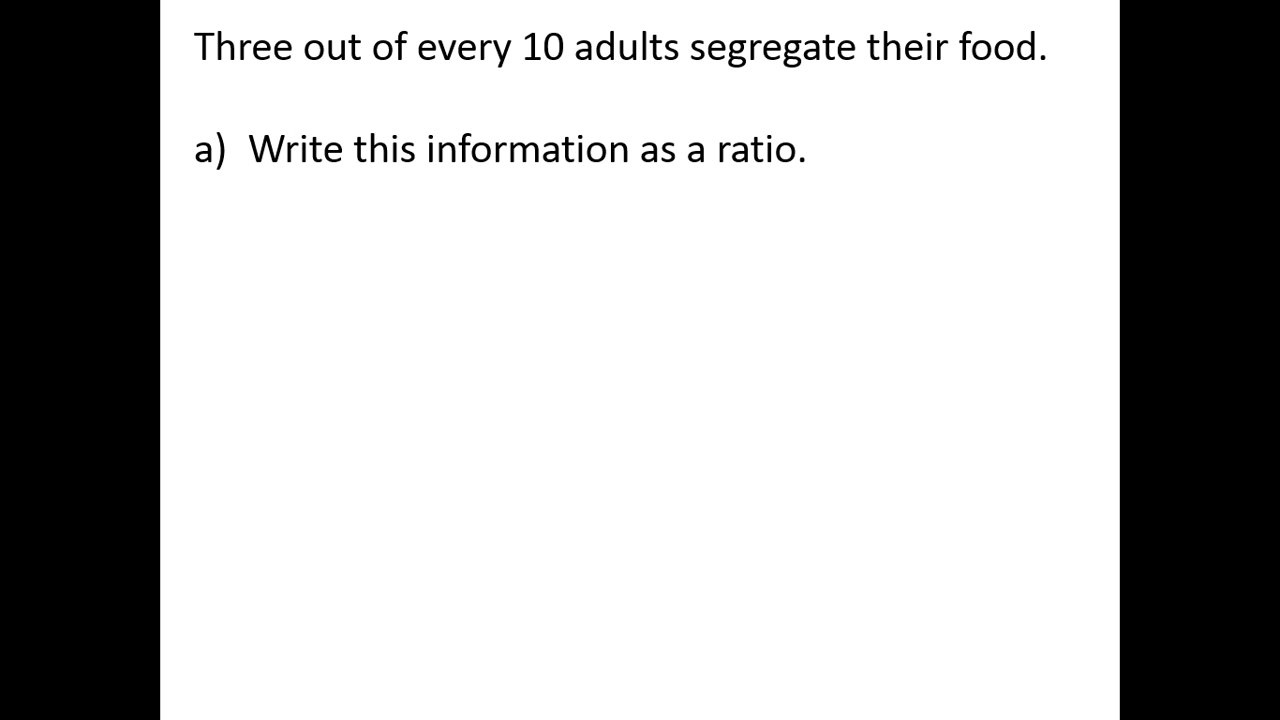 Three out of every 10 adults segregate their food.
a) Write this information as a ratio.